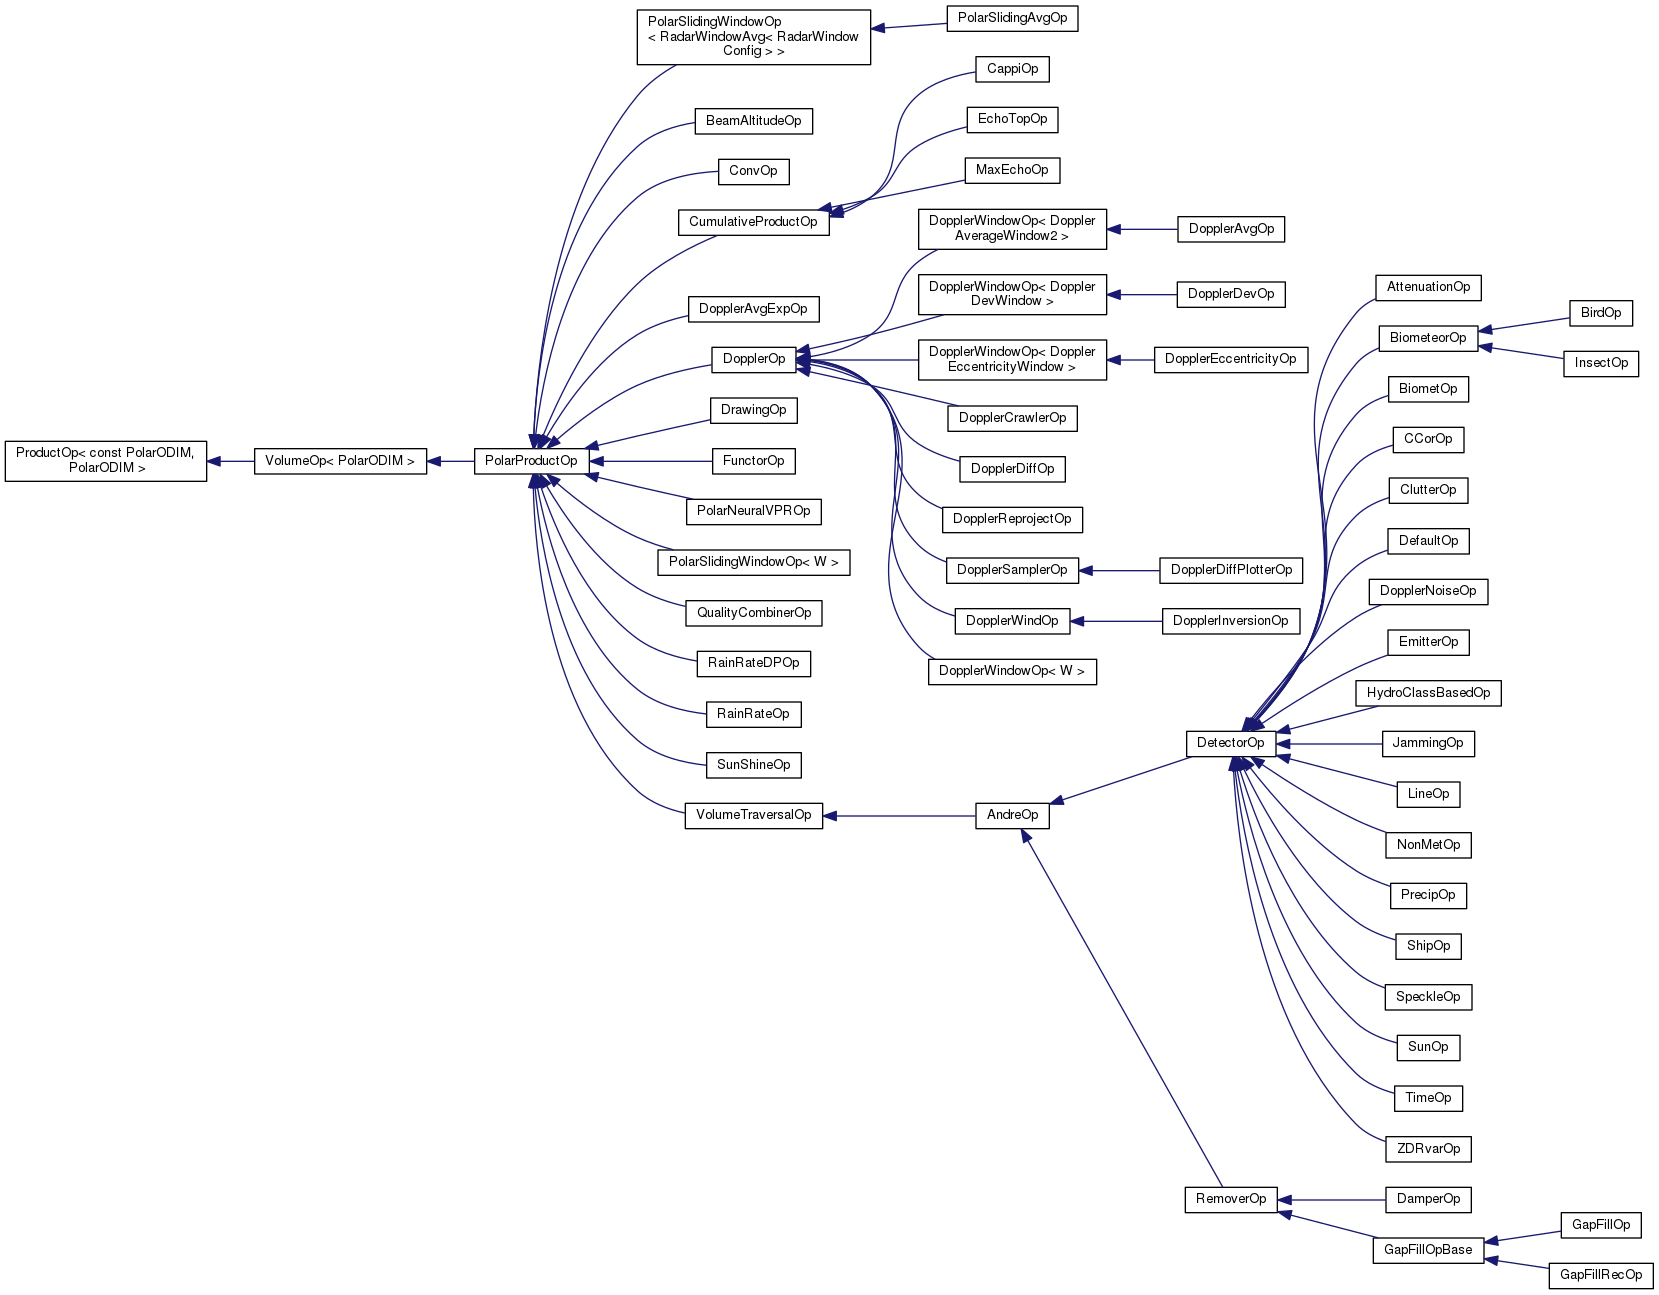 ProductOp< const PolarODIM,
PolarODIM >
VolumeOp< PolarODIM >
PolarProductOp
PolarSlidingWindowOp
< RadarWindowAvg< RadarWindow
Config > >
BeamAltitudeOp
ConvOp
CumulativeProductOp
DopplerAvgExpOp
DopplerOp
DrawingOp
FunctorOp
PolarNeuralVPROp
PolarSlidingWindowOp< W >
QualityCombinerOp
RainRateDPOp
RainRateOp
SunShineOp
VolumeTraversalOp
PolarSlidingAvgOp
CappiOp
EchoTopOp
MaxEchoOp
DopplerWindowOp< Doppler
AverageWindow2 >
DopplerWindowOp< Doppler
DevWindow >
DopplerWindowOp< Doppler
EccentricityWindow >
DopplerCrawlerOp
DopplerDiffOp
DopplerReprojectOp
DopplerSamplerOp
DopplerWindOp
DopplerWindowOp< W >
AndreOp
DopplerAvgOp
DopplerDevOp
DopplerEccentricityOp
DopplerDiffPlotterOp
DopplerInversionOp
DetectorOp
RemoverOp
AttenuationOp
BiometeorOp
BiometOp
CCorOp
ClutterOp
DefaultOp
DopplerNoiseOp
EmitterOp
HydroClassBasedOp
JammingOp
LineOp
NonMetOp
PrecipOp
ShipOp
SpeckleOp
SunOp
TimeOp
ZDRvarOp
DamperOp
GapFillOpBase
BirdOp
InsectOp
GapFillOp
GapFillRecOp